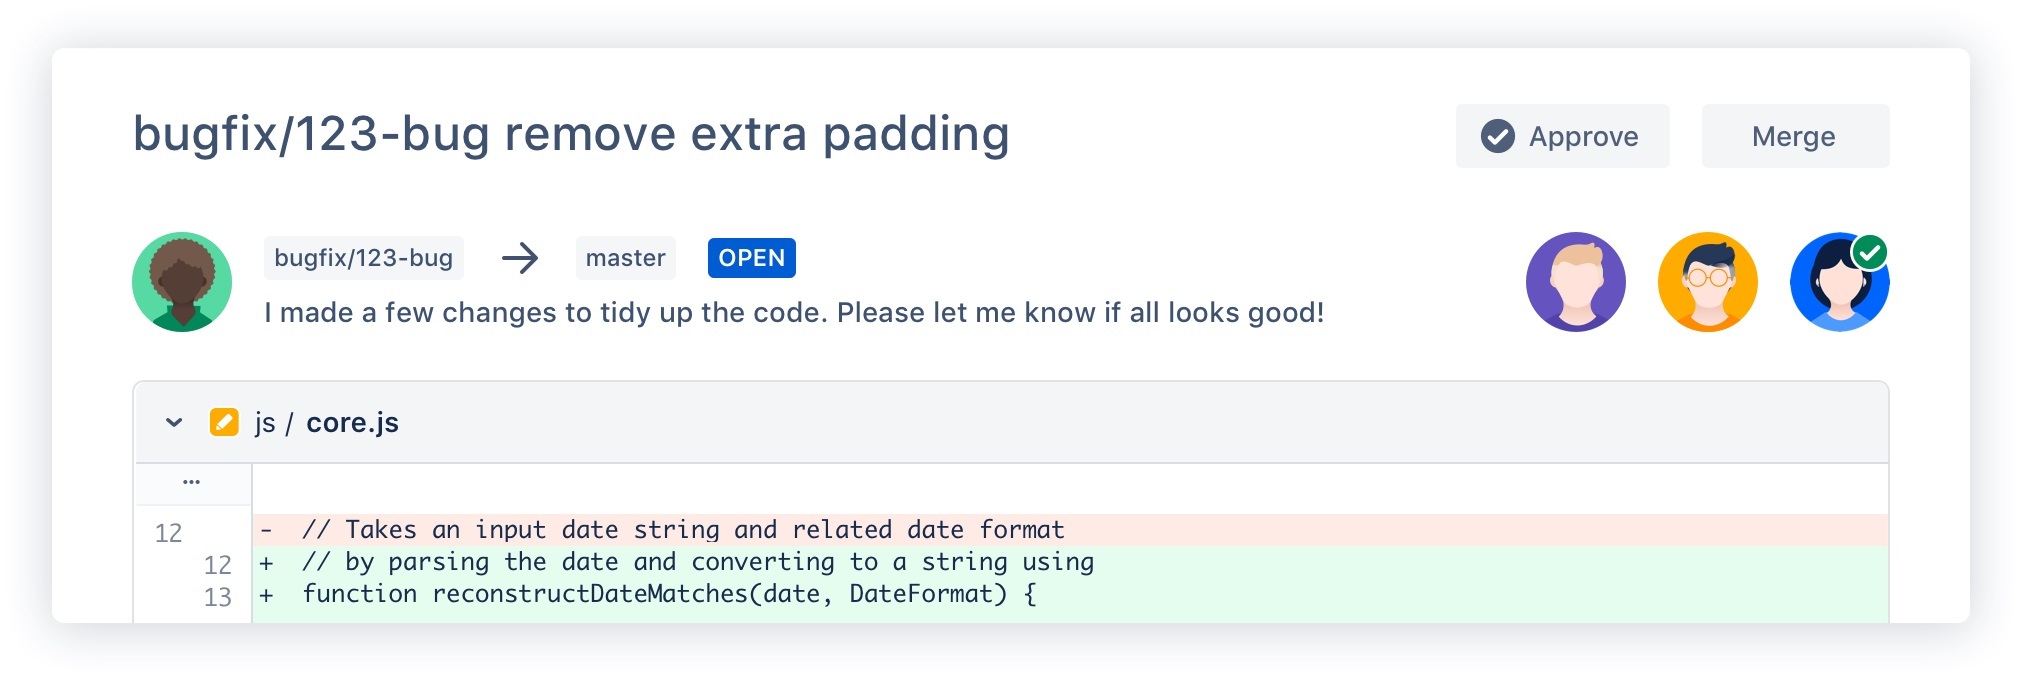 bugfix/123-bug remove extra padding
Approve
Merge
bugfix/123-bug
master
OPEN
I made a few changes to tidy up the code. Please let me know if all looks good!
js / core.js
...
12 - // Takes an input date string and related date format
12 + // by parsing the date and converting to a string using
13 + function reconstructDateMatches(date, DateFormat) {